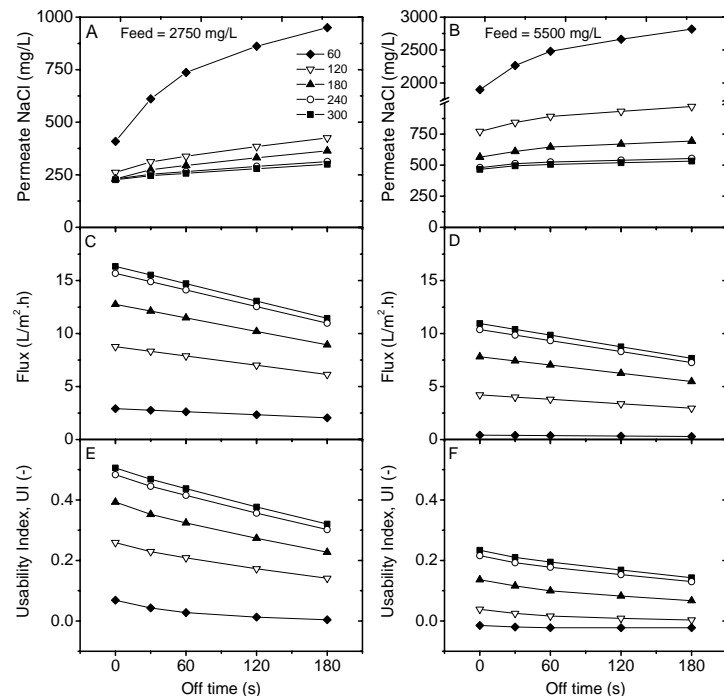 A
Feed = 2750 mg/L
60
120
180
240
300
Permeate NaCl (mg/L)
1000
750
500
250
0
B
Feed = 5500 mg/L
Permeate NaCl (mg/L)
3000
2500
2000
750
500
250
0
C
Flux (L/m².h)
15
10
5
0
D
Flux (L/m².h)
15
10
5
0
E
Usability Index, UI (-)
0.4
0.2
0.0
0 60 120 180
Off time (s)
F
Usability Index, UI (-)
0.4
0.2
0.0
0 60 120 180
Off time (s)